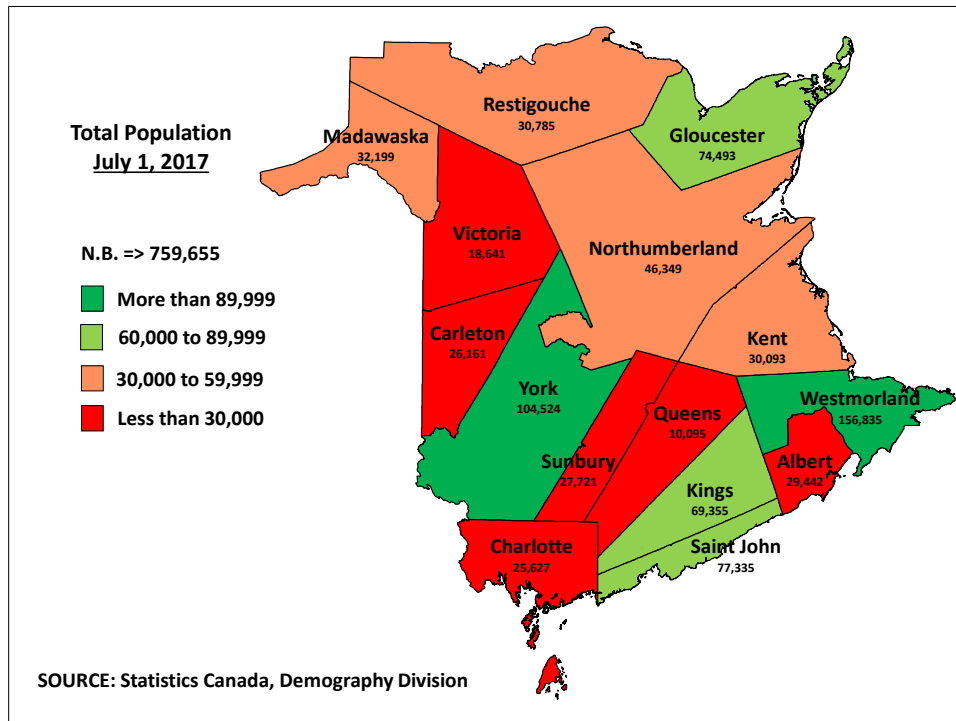 Total Population
July 1, 2017
N.B. => 759,655
More than 89,999
60,000 to 89,999
30,000 to 59,999
Less than 30,000
Restigouche
30,785
Gloucester
74,493
Madawaska
32,199
Victoria
18,641
Northumberland
46,349
Carleton
26,161
Kent
30,093
York
104,524
Queens
10,095
Westmorland
156,835
Sunbury
27,721
Albert
29,442
Kings
69,355
Charlotte
25,627
Saint John
77,335
SOURCE: Statistics Canada, Demography Division